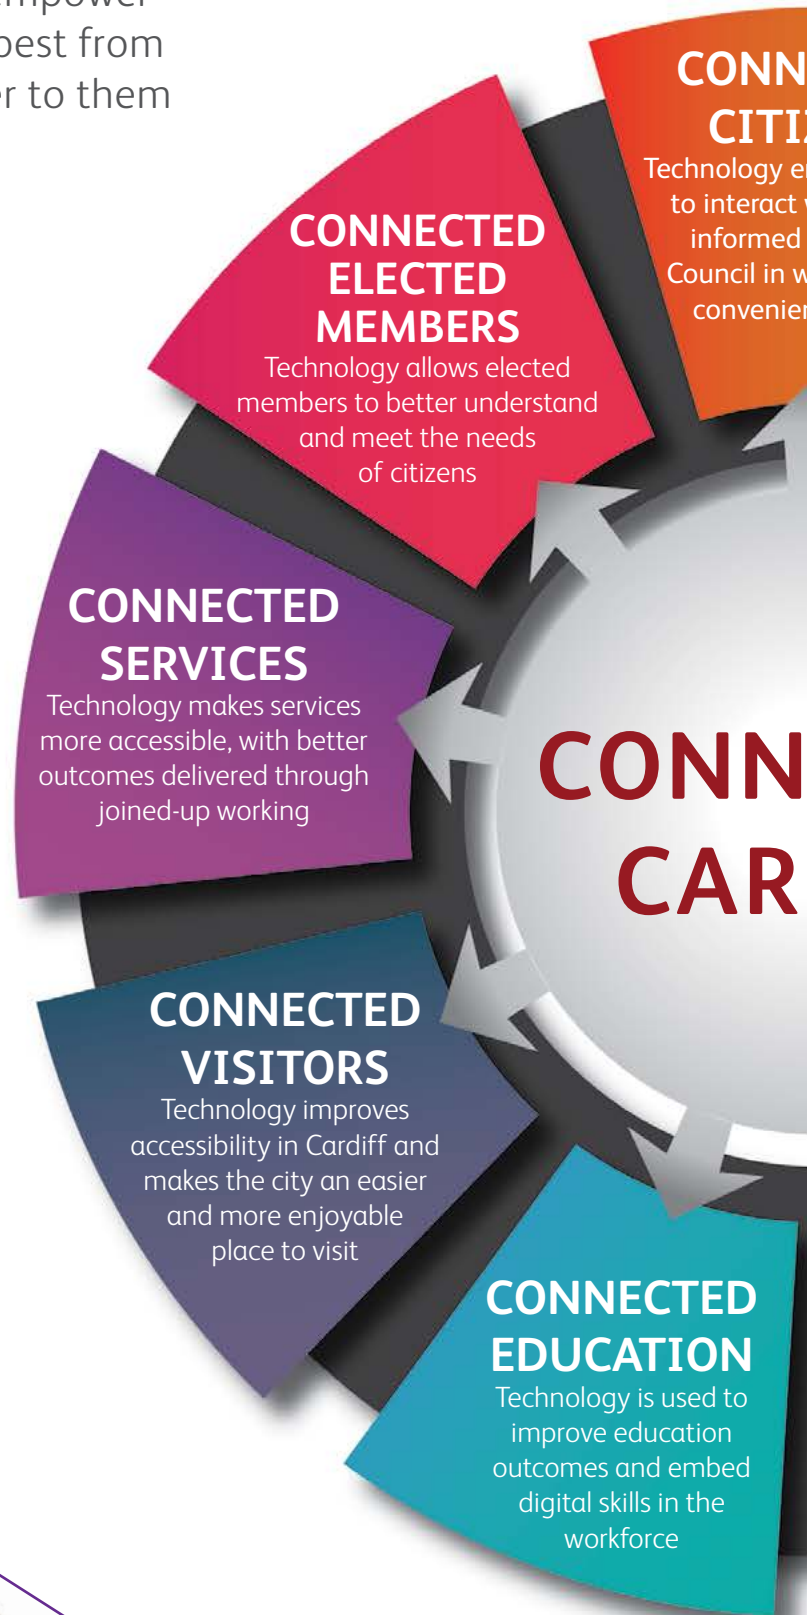 best from
to them
CONN
CITI
Technology
to interact
informed
Council in
CONNECTED
ELECTED
MEMBERS
Technology allows elected
members to better understand
and meet the needs
of citizens
CONNECTED
SERVICES
Technology makes services
more accessible, with better
outcomes delivered through
joined-up working
CONN
CAR
CONNECTED
VISITORS
Technology improves
accessibility in Cardiff and
makes the city an easier
and more enjoyable
place to visit
CONNECTED
EDUCATION
Technology is used to
improve education
outcomes and embed
digital skills in the
workforce